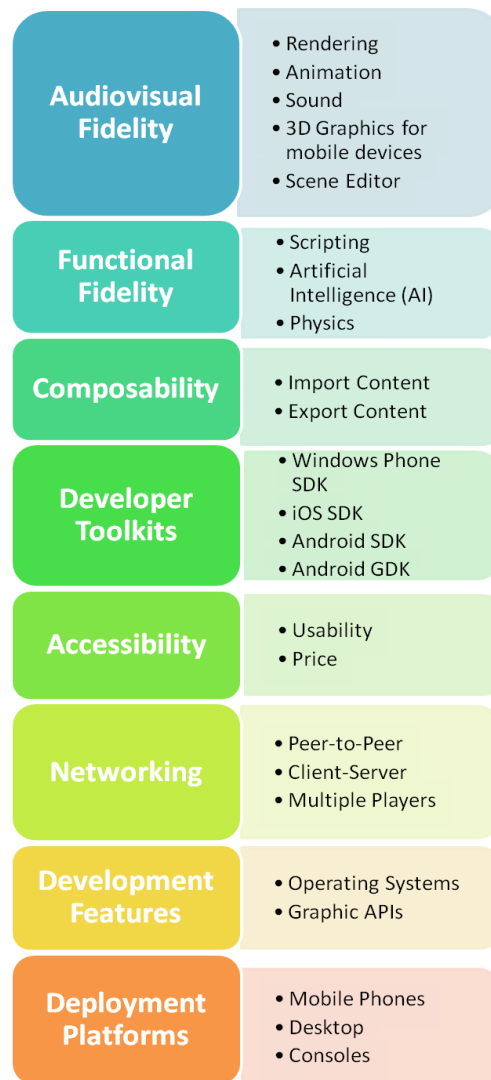 Audiovisual
Fidelity
• Rendering
• Animation
• Sound
• 3D Graphics for
mobile devices
• Scene Editor
Functional
Fidelity
• Scripting
• Artificial
Intelligence (AI)
• Physics
Composability
• Import Content
• Export Content
Developer
Toolkits
• Windows Phone
SDK
• iOS SDK
• Android SDK
• Android GDK
Accessibility
• Usability
• Price
Networking
• Peer-to-Peer
• Client-Server
• Multiple Players
Development
Features
• Operating Systems
• Graphic APIs
Deployment
Platforms
• Mobile Phones
• Desktop
• Consoles